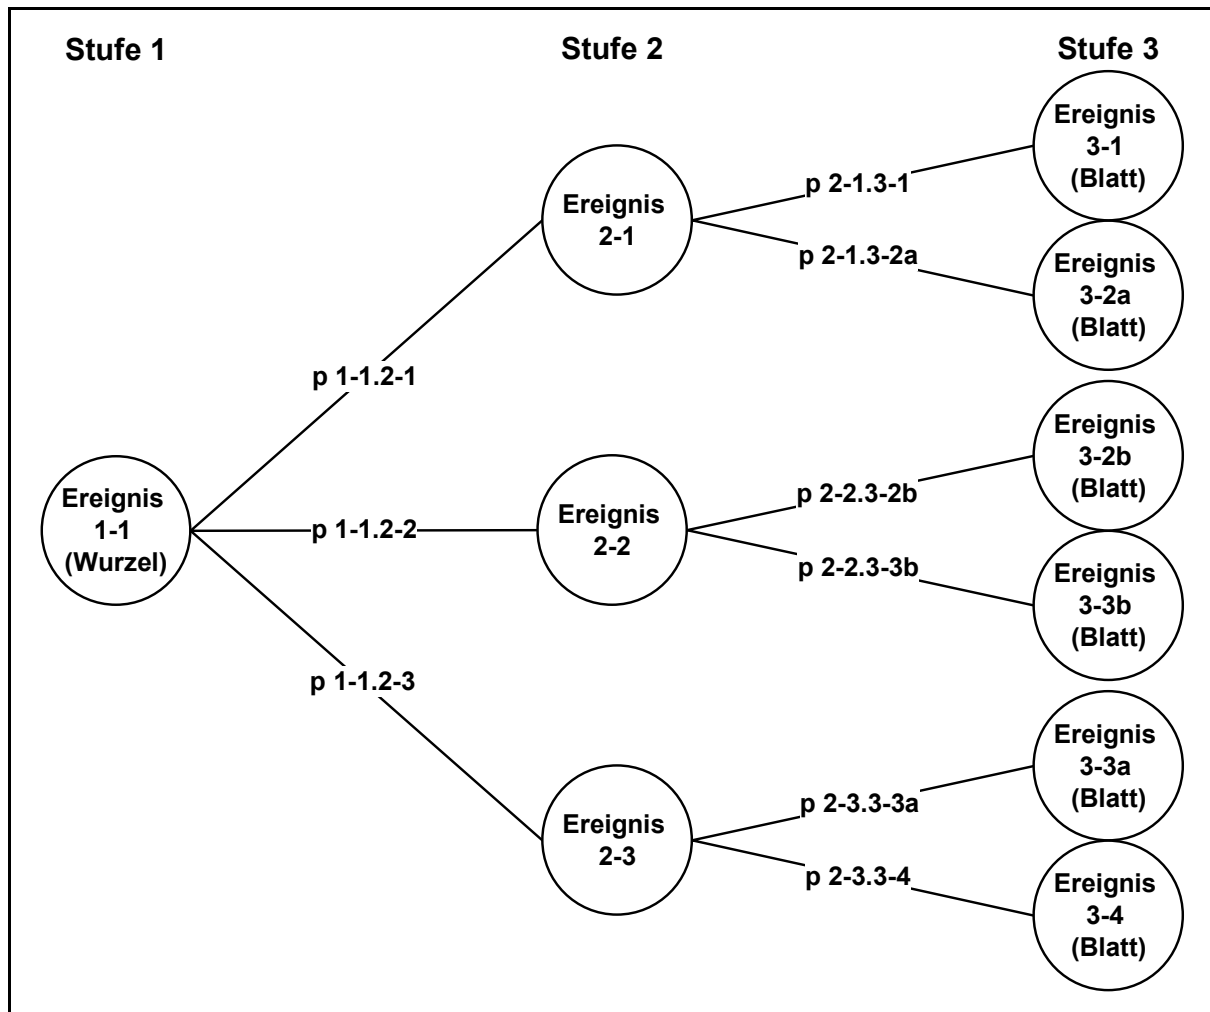 Stufe 1
Stufe 2
Stufe 3
Ereignis
1-1
(Wurzel)
p 1-1.2-1
p 1-1.2-2
p 1-1.2-3
Ereignis
2-1
Ereignis
2-2
Ereignis
2-3
p 2-1.3-1
p 2-1.3-2a
p 2-2.3-2b
p 2-2.3-3b
p 2-3.3-3a
p 2-3.3-4
Ereignis
3-1
(Blatt)
Ereignis
3-2a
(Blatt)
Ereignis
3-2b
(Blatt)
Ereignis
3-3b
(Blatt)
Ereignis
3-3a
(Blatt)
Ereignis
3-4
(Blatt)